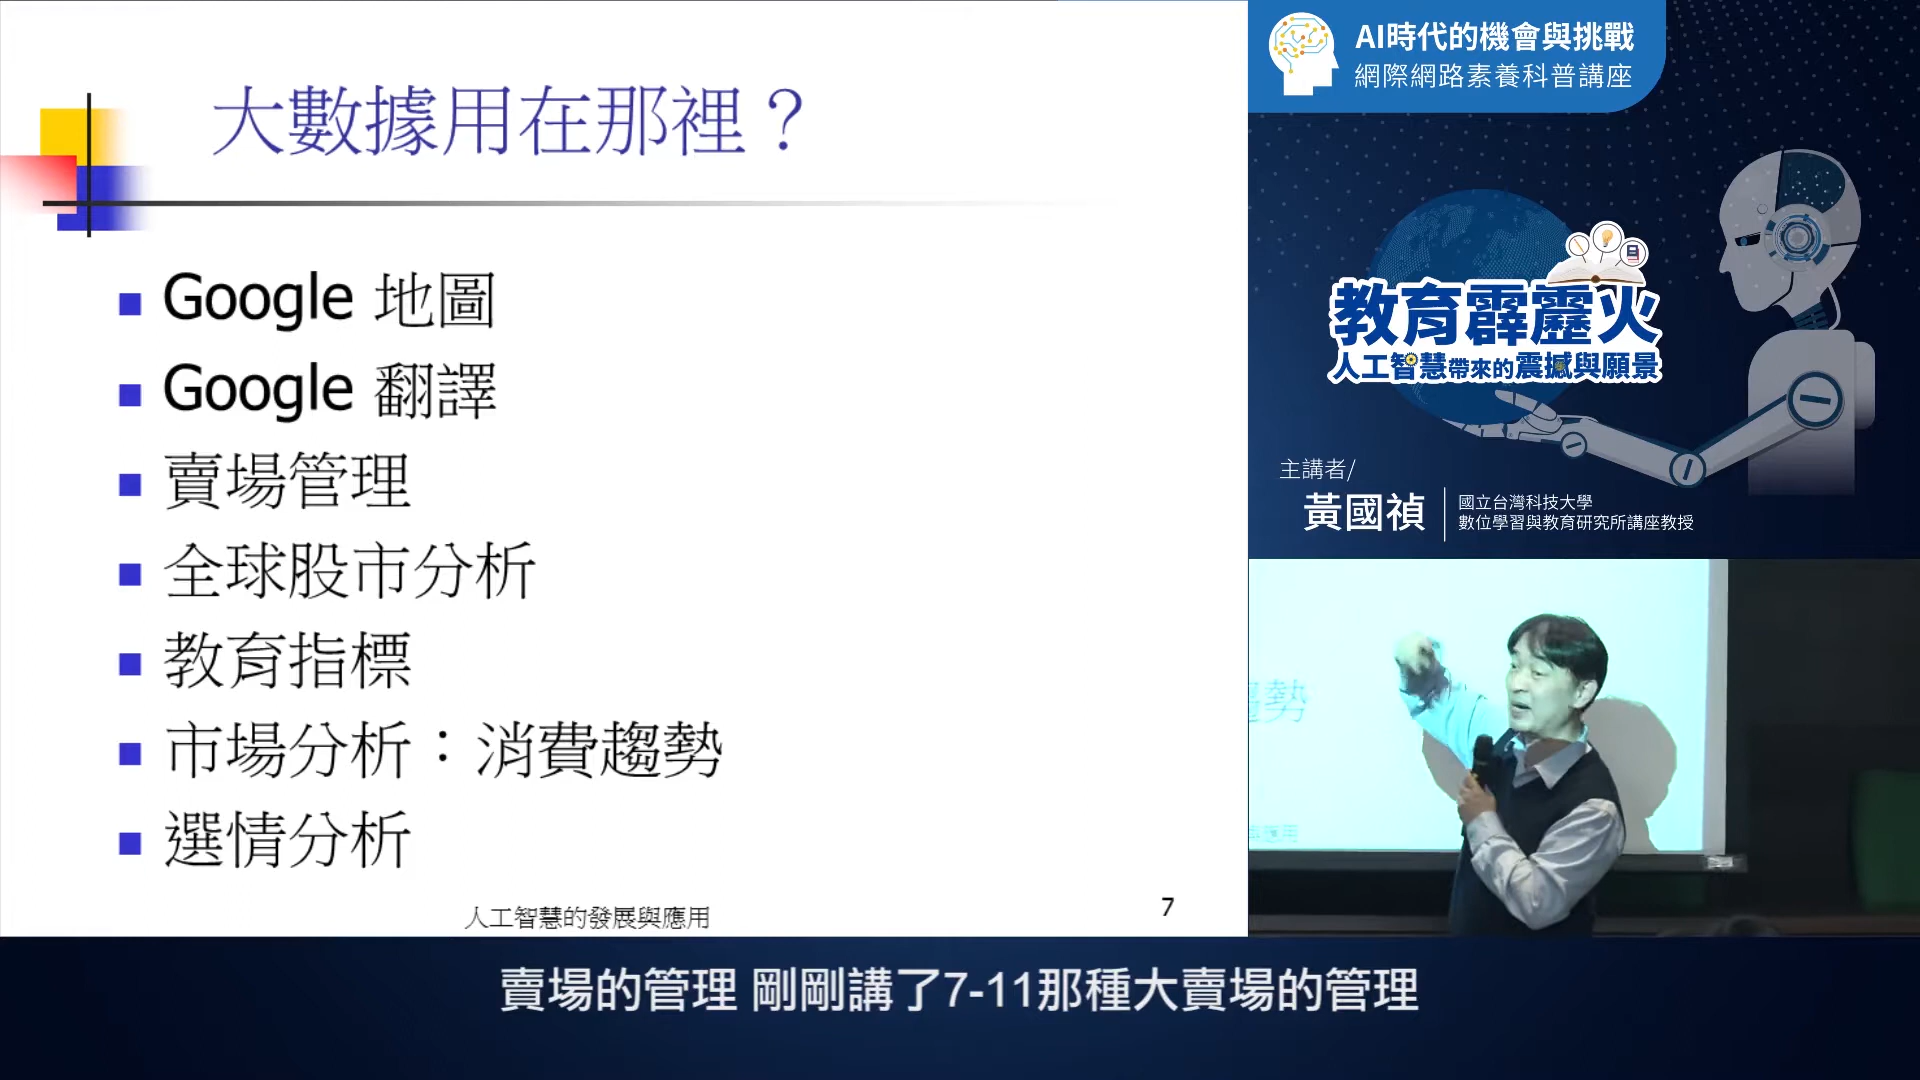 大數據用在那裡？
Google 地圖
Google 翻譯
賣場管理
全球股市分析
教育指標
市場分析：消費趨勢
選情分析
人工智慧的發展與應用
7
AI時代的機會與挑戰
網際網路素養科普講座
教育霹靂火
人工智慧帶來的震撼與願景
主講者/
黃國禎
國立台灣科技大學
數位學習與教育研究所講座教授
趨勢
賣場的管理 剛剛講了7-11那種大賣場的管理